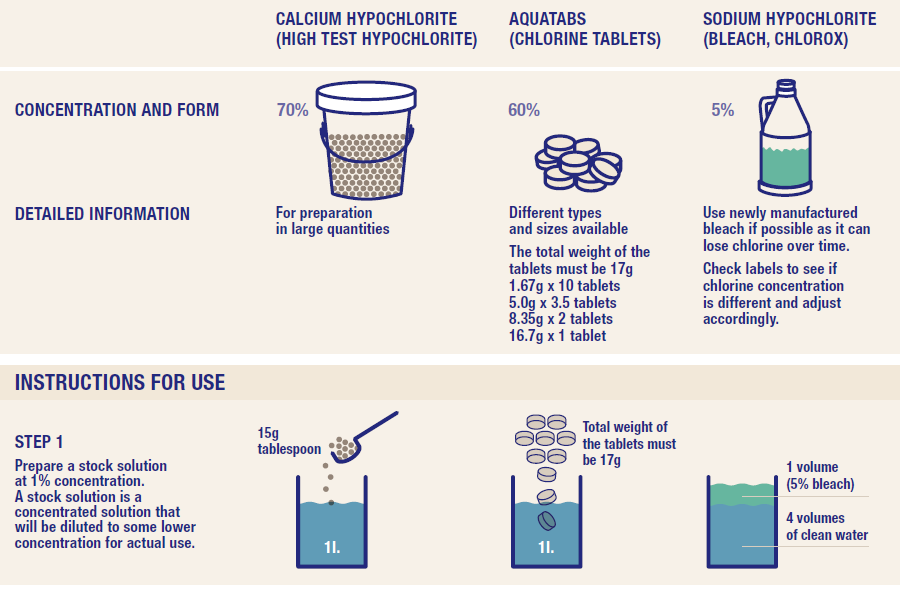 CALCIUM HYPOCHLORITE
(HIGH TEST HYPOCHLORITE)
AQUATABS
(CHLORINE TABLETS)
SODIUM HYPOCHLORITE
(BLEACH, CHLOROX)
CONCENTRATION AND FORM
70%
60%
5%
DETAILED INFORMATION
For preparation
in large quantities
Different types
and sizes available
The total weight of the
tablets must be 17g
1.67g x 10 tablets
5.0g x 3.5 tablets
8.35g x 2 tablets
16.7g x 1 tablet
Use newly manufactured
bleach if possible as it can
lose chlorine over time.
Check labels to see if
chlorine concentration
is different and adjust
accordingly.
INSTRUCTIONS FOR USE
STEP 1
Prepare a stock solution
at 1% concentration.
A stock solution is a
concentrated solution that
will be diluted to some lower
concentration for actual use.
15g
tablespoon
1l.
Total weight of
the tablets must
be 17g
1l.
1 volume
(5% bleach)
4 volumes
of clean water